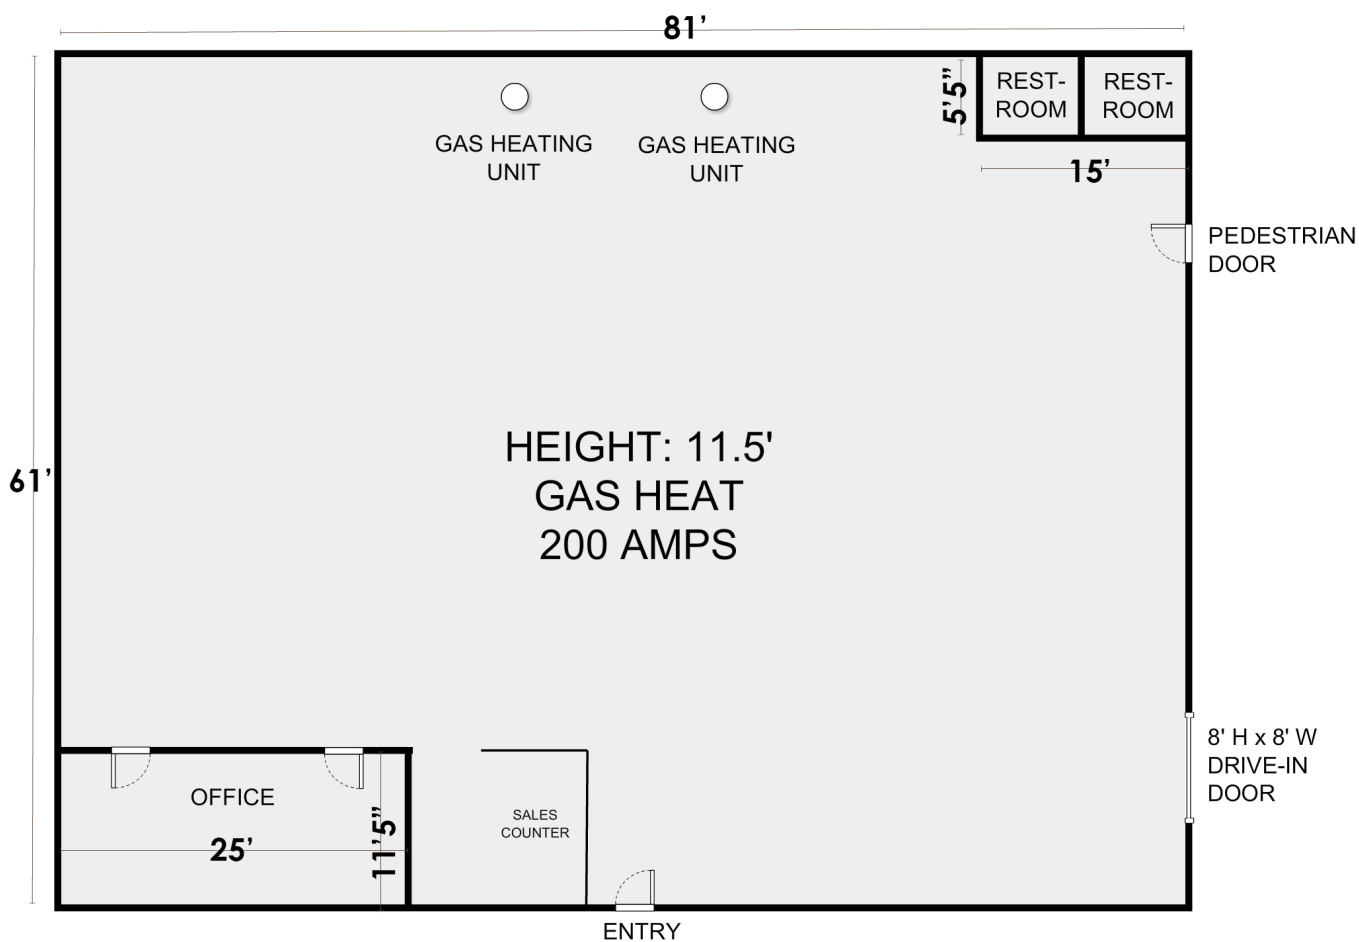 81’
REST-
ROOM
REST-
ROOM
5’5”
GAS HEATING
UNIT
GAS HEATING
UNIT
15’
PEDESTRIAN
DOOR
HEIGHT: 11.5'
GAS HEAT
200 AMPS
61’
8' H x 8' W
DRIVE-IN
DOOR
OFFICE
25’
11’5”
SALES
COUNTER
ENTRY